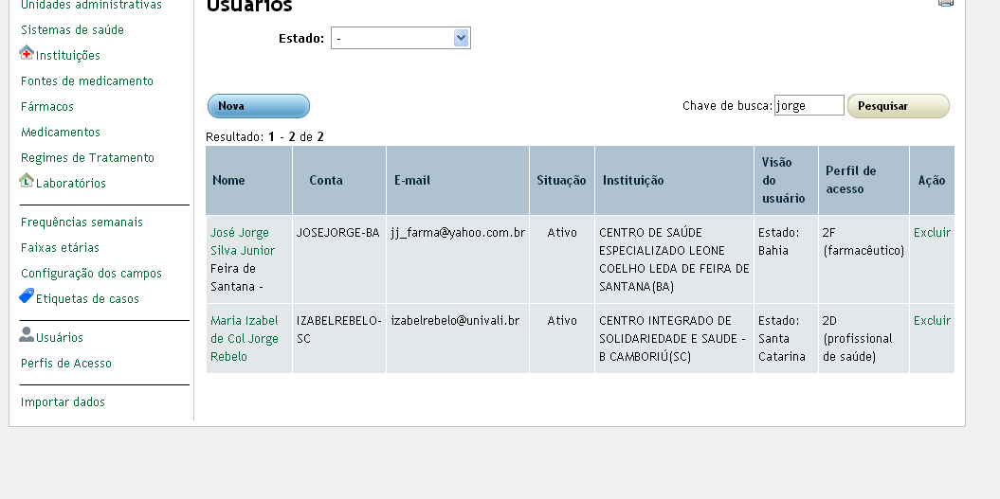 Unidades administrativas
Sistemas de saúde
Instituições
Fontes de medicamento
Fármacos
Medicamentos
Regimes de Tratamento
Laboratórios
Frequências semanais
Faixas etárias
Configuração dos campos
Etiquetas de casos
Usuários
Perfis de Acesso
Importar dados
Usuários
Estado: -
Nova
Chave de busca: jorge Pesquisar
Resultado: 1 - 2 de 2
Nome Conta E-mail Situação Instituição Visão do usuário Perfil de acesso Ação
José Jorge JOSEJORGE-BA jj_farma@yahoo.com.br Ativo CENTRO DE SAÚDE Estado: 2F Excluir
Silva Junior ESPECIALIZADO LEONE Bahia (farmacêutico)
Feira de COELHO LEDA DE FEIRA DE
Santana - SANTANA(BA)
Maria Izabel IZABELREBELO- izabelrebelo@univali.br Ativo CENTRO INTEGRADO DE Estado: 2D Excluir
de Col Jorge SC SOLIDARIEDADE E SAUDE - Santa (profissional
Rebelo B CAMBORIÚ(SC) Catarina de saúde)